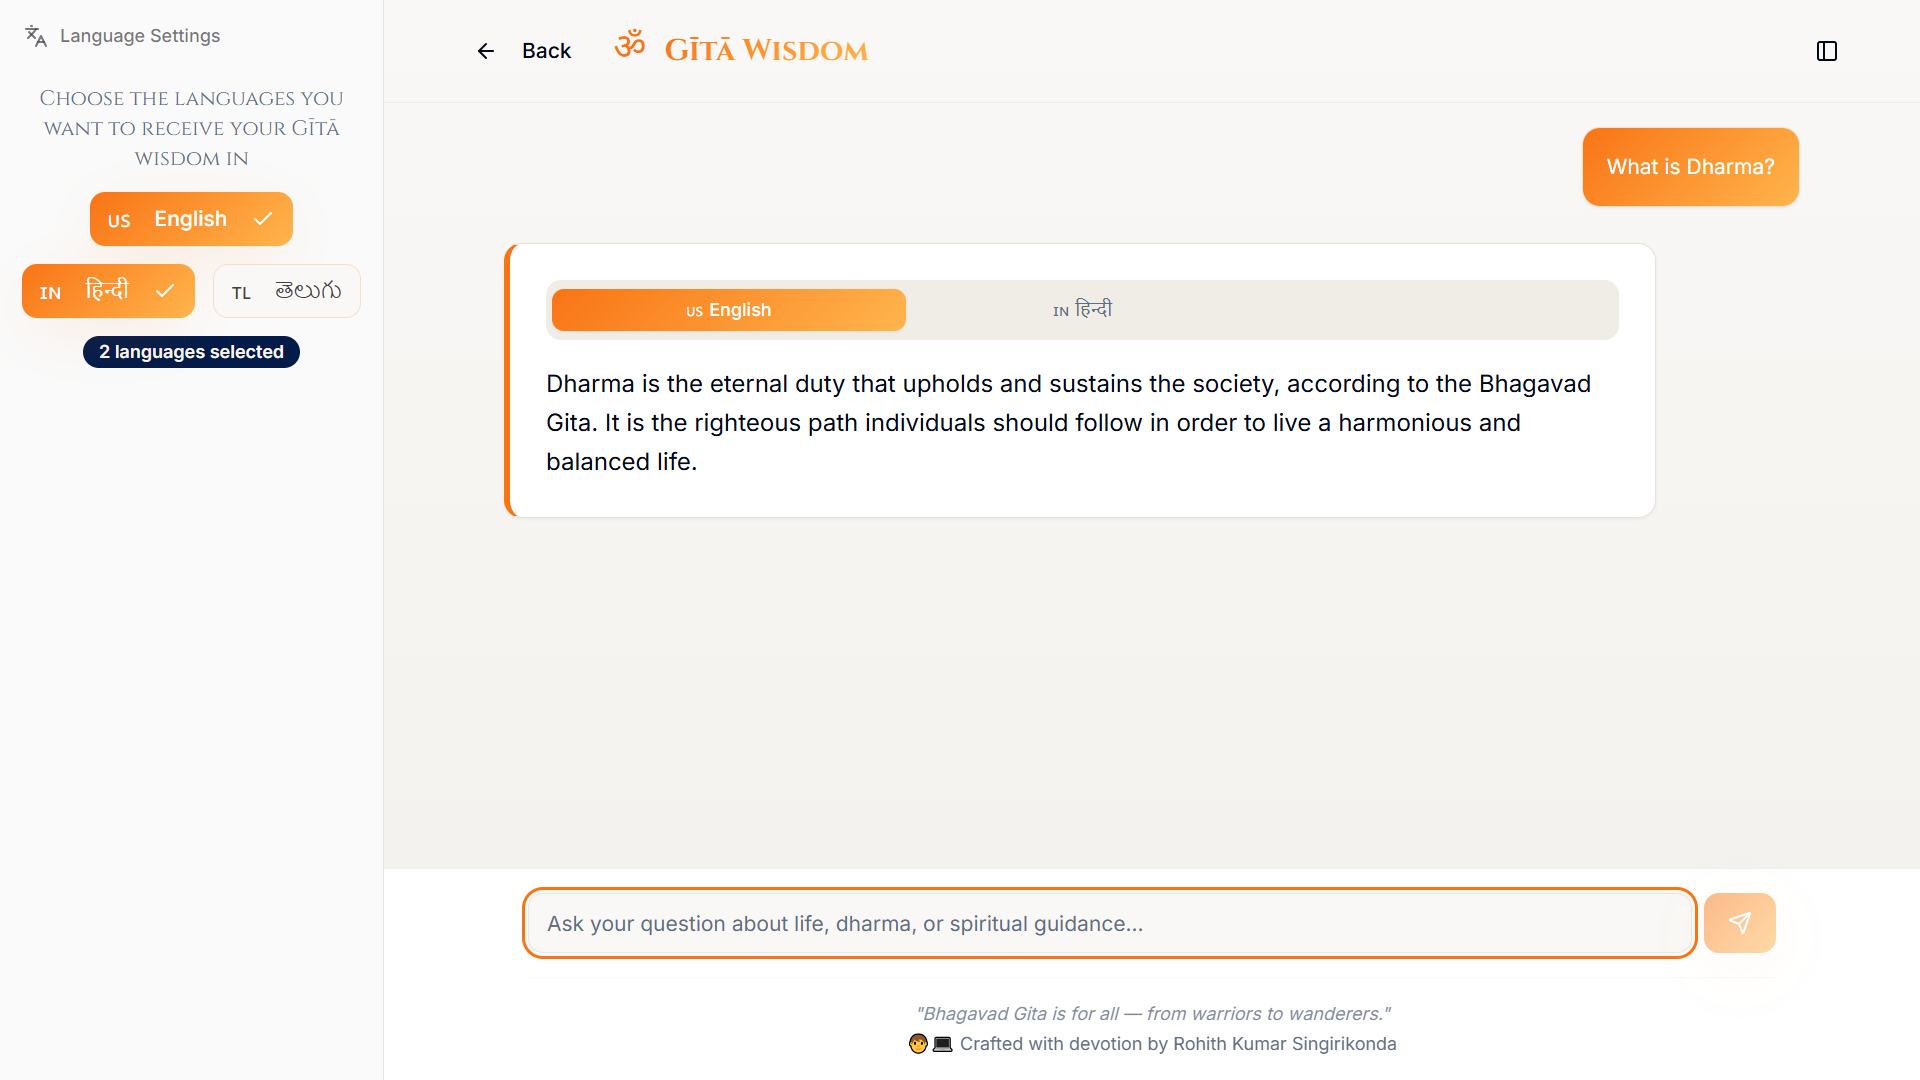 Language Settings
Choose the languages you
want to receive your Gītā
wisdom in
US English
IN हिन्दी
TL తెలుగు
2 languages selected
Back
ॐ Gītā Wisdom
What is Dharma?
US English
IN हिन्दी
Dharma is the eternal duty that upholds and sustains the society, according to the Bhagavad
Gita. It is the righteous path individuals should follow in order to live a harmonious and
balanced life.
Ask your question about life, dharma, or spiritual guidance...
"Bhagavad Gita is for all — from warriors to wanderers."
🧑‍💻 Crafted with devotion by Rohith Kumar Singirikonda